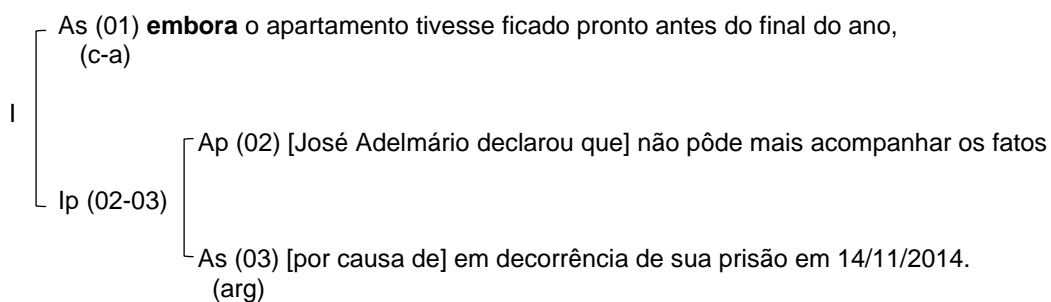 As (01) embora o apartamento tivesse ficado pronto antes do final do ano,
(c-a)
I
Ap (02) [José Adelmário declarou que] não pôde mais acompanhar os fatos
Ip (02-03)
As (03) [por causa de] em decorrência de sua prisão em 14/11/2014.
(arg)